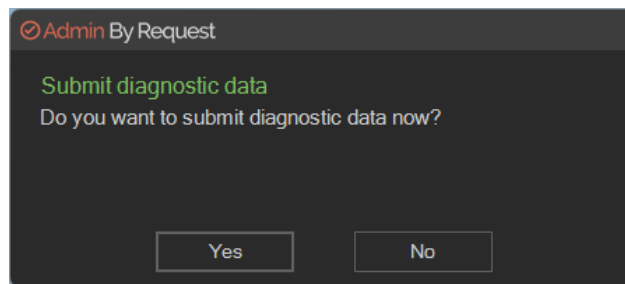 Admin By Request
Submit diagnostic data
Do you want to submit diagnostic data now?
Yes No